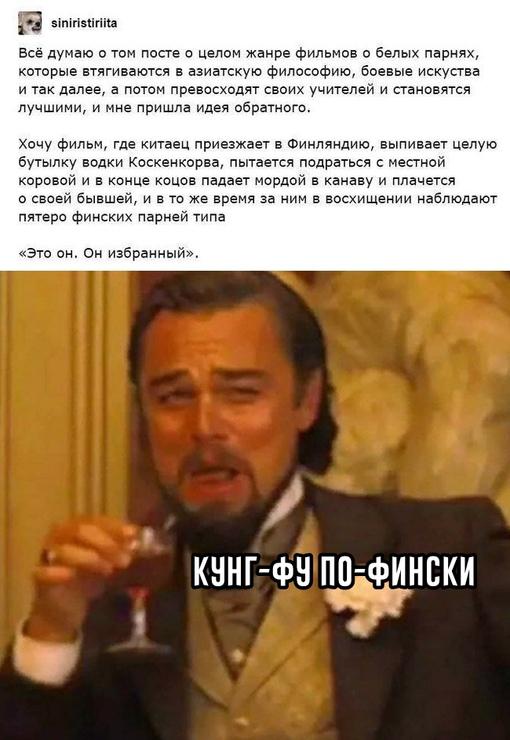 siniristiriita
Всё думаю о том посте о целом жанре фильмов о белых парнях,
которые втягиваются в азиатскую философию, боевые искуства
и так далее, а потом превосходят своих учителей и становятся
лучшими, и мне пришла идея обратного.
Хочу фильм, где китаец приезжает в Финляндию, выпивает целую
бутылку водки Коскенкорва, пытается подраться с местной
коровой и в конце коцов падает мордой в канаву и плачется
о своей бывшей, и в то же время за ним в восхищении наблюдают
пятеро финских парней типа
«Это он. Он избранный».
КУНГ-ФУ ПО-ФИНСКИ